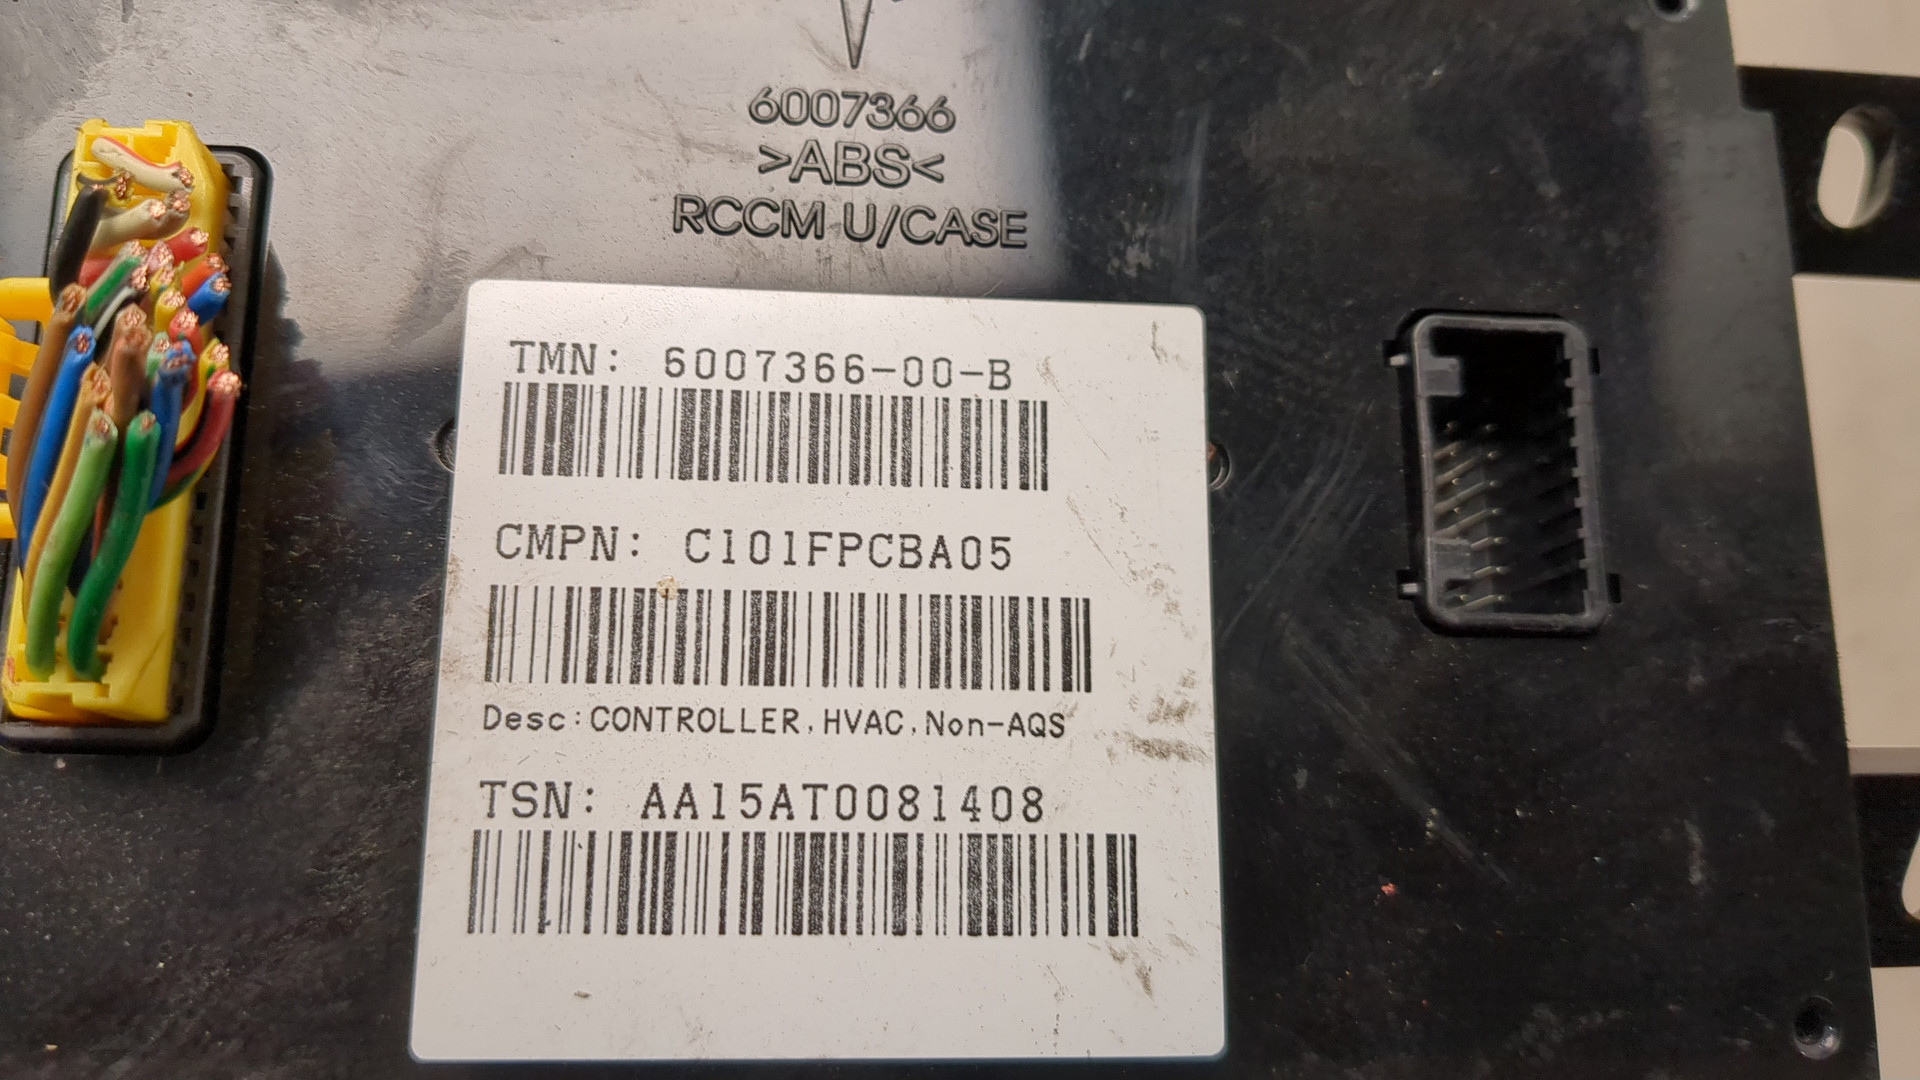 6007366
>ABS<
RCCM U/CASE
TMN: 6007366-00-B
CMPN: C101FPCBA05
Desc:CONTROLLER,HVAC,Non-AQS
TSN: AA15AT0081408